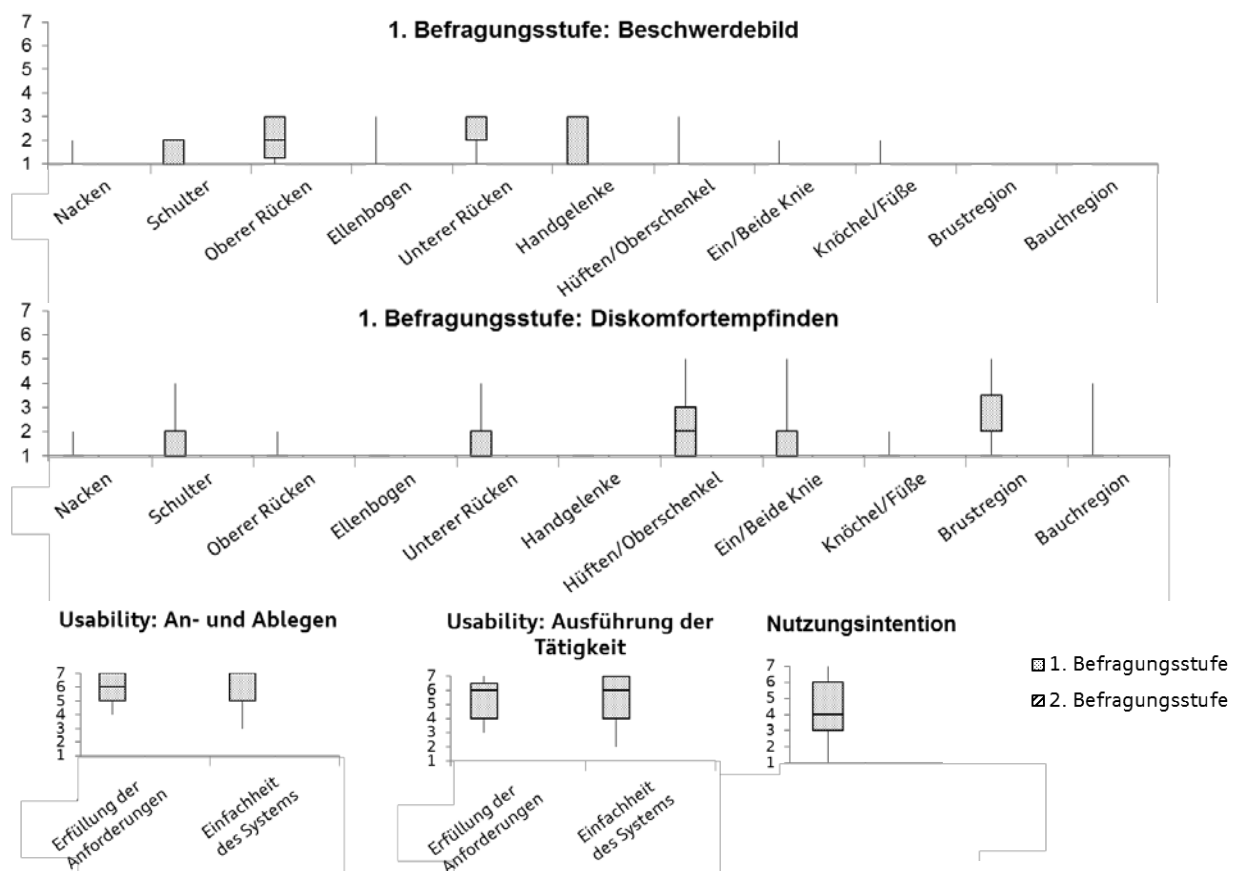 1. Befragungsstufe: Beschwerdebild
7
6
5
4
3
2
1
Nacken
Schulter
Oberer Rücken
Ellenbogen
Unterer Rücken
Handgelenke
Hüften/Oberschenkel
Ein/Beide Knie
Knöchel/Füße
Brustregion
Bauchregion
1. Befragungsstufe: Diskomfortempfinden
7
6
5
4
3
2
1
Nacken
Schulter
Oberer Rücken
Ellenbogen
Unterer Rücken
Handgelenke
Hüften/Oberschenkel
Ein/Beide Knie
Knöchel/Füße
Brustregion
Bauchregion
Usability: An- und Ablegen
7
6
5
4
3
2
1
Erfüllung der
Anforderungen
Einfachheit
des Systems
Usability: Ausführung der
Tätigkeit
7
6
5
4
3
2
1
Erfüllung der
Anforderungen
Einfachheit
des Systems
Nutzungsintention
7
6
5
4
3
2
1
1. Befragungsstufe
2. Befragungsstufe